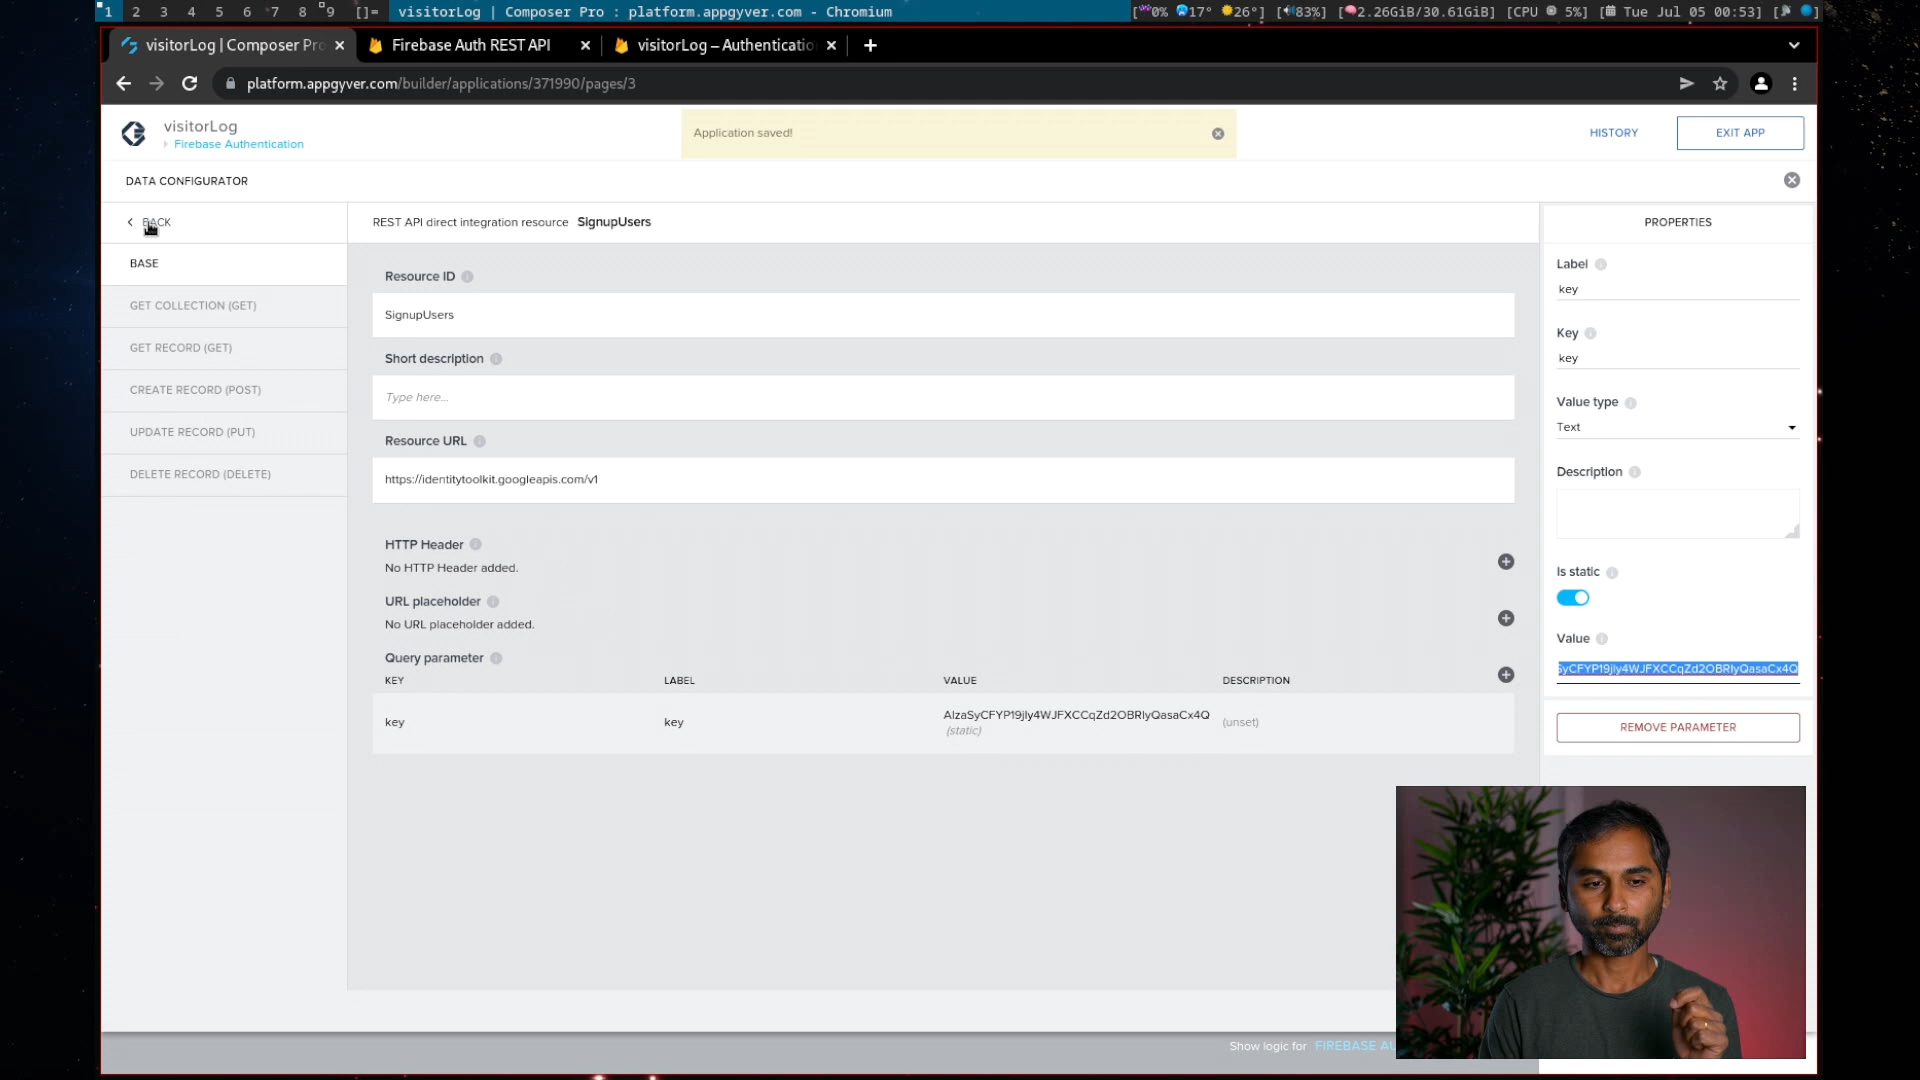 1 2 3 4 5 6 7 8 9 []= visitorLog | Composer Pro : platform.appgyver.com - Chromium [0% 17° 26°] [83%] [2.26GiB/30.61GiB] [CPU 5%] [Tue Jul 05 00:53]
visitorLog | Composer Pro
Firebase Auth REST API
visitorLog – Authenticatio
platform.appgyver.com/builder/applications/371990/pages/3
visitorLog
Firebase Authentication
Application saved!
HISTORY
EXIT APP
DATA CONFIGURATOR
BACK
REST API direct integration resource SignupUsers
PROPERTIES
BASE
GET COLLECTION (GET)
GET RECORD (GET)
CREATE RECORD (POST)
UPDATE RECORD (PUT)
DELETE RECORD (DELETE)
Resource ID
SignupUsers
Short description
Type here...
Resource URL
https://identitytoolkit.googleapis.com/v1
HTTP Header
No HTTP Header added.
URL placeholder
No URL placeholder added.
Query parameter
KEY LABEL VALUE DESCRIPTION
key key AIzaSyCFYP19jIy4WJFXCCqZd2OBRIyQasaCx4Q (unset)
(static)
Label
key
Key
key
Value type
Text
Description
Is static
Value
SyCFYP19jIy4WJFXCCqZd2OBRIyQasaCx4Q
REMOVE PARAMETER
Show logic for FIREBASE AU